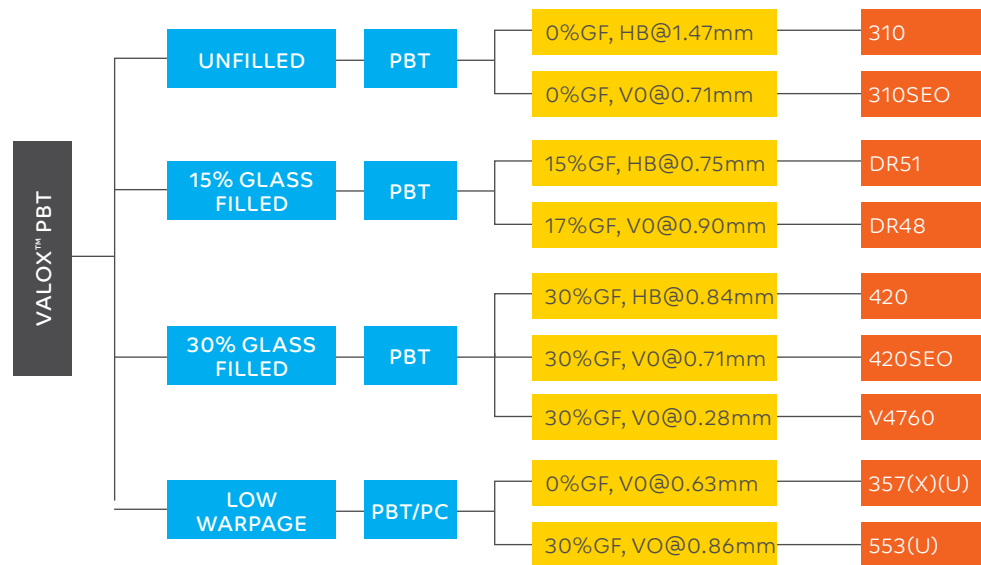 VALOX™ PBT
UNFILLED
PBT
0%GF, HB@1.47mm
310
0%GF, V0@0.71mm
310SEO
15% GLASS
FILLED
PBT
15%GF, HB@0.75mm
DR51
17%GF, V0@0.90mm
DR48
30% GLASS
FILLED
PBT
30%GF, HB@0.84mm
420
30%GF, V0@0.71mm
420SEO
30%GF, V0@0.28mm
V4760
LOW
WARPAGE
PBT/PC
0%GF, V0@0.63mm
357(X)(U)
30%GF, VO@0.86mm
553(U)